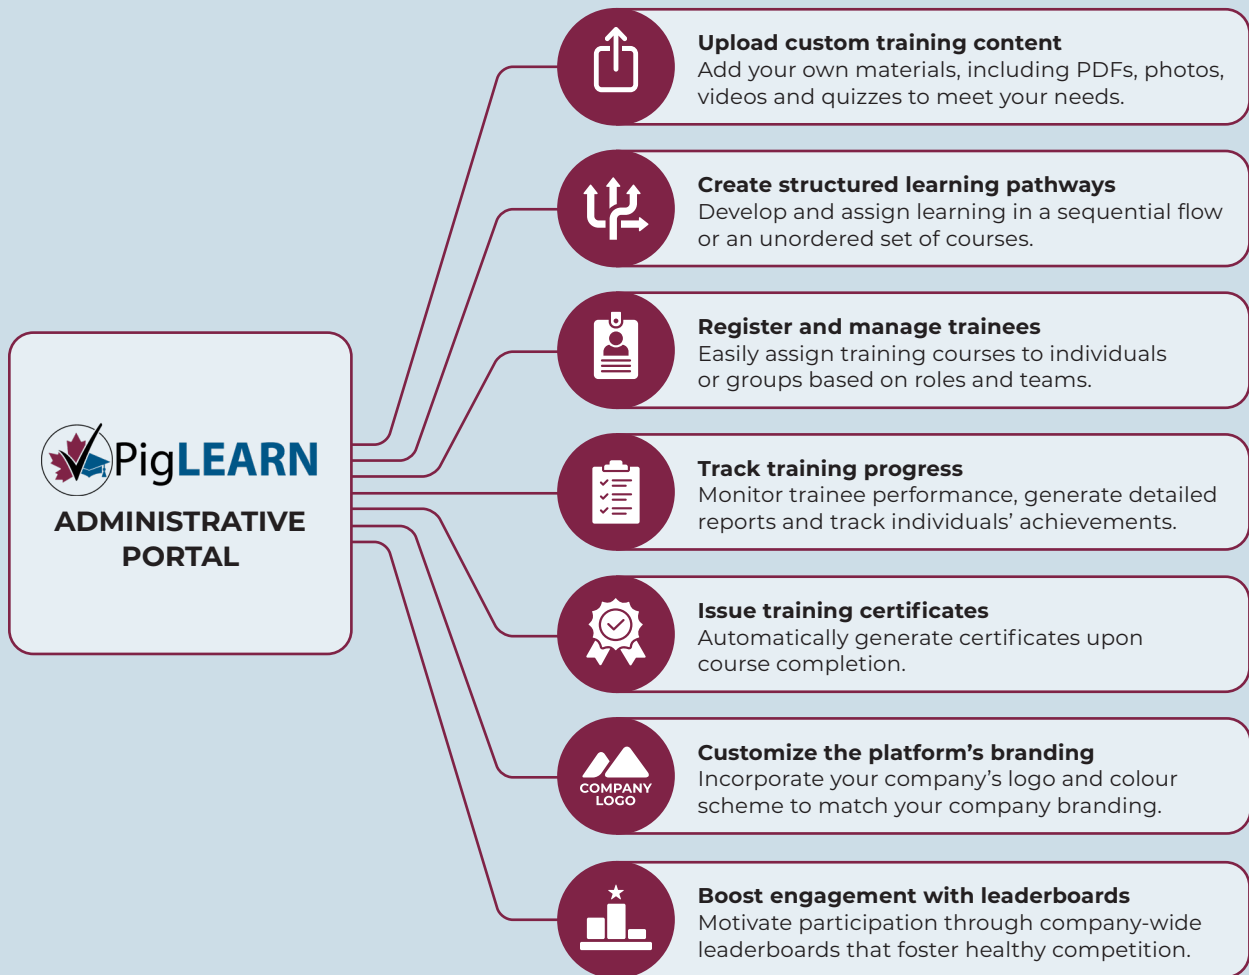 Upload custom training content
Add your own materials, including PDFs, photos,
videos and quizzes to meet your needs.
Create structured learning pathways
Develop and assign learning in a sequential flow
or an unordered set of courses.
Register and manage trainees
Easily assign training courses to individuals
or groups based on roles and teams.
PigLEARN
ADMINISTRATIVE
PORTAL
Track training progress
Monitor trainee performance, generate detailed
reports and track individuals’ achievements.
Issue training certificates
Automatically generate certificates upon
course completion.
COMPANY
LOGO
Customize the platform’s branding
Incorporate your company’s logo and colour
scheme to match your company branding.
Boost engagement with leaderboards
Motivate participation through company-wide
leaderboards that foster healthy competition.